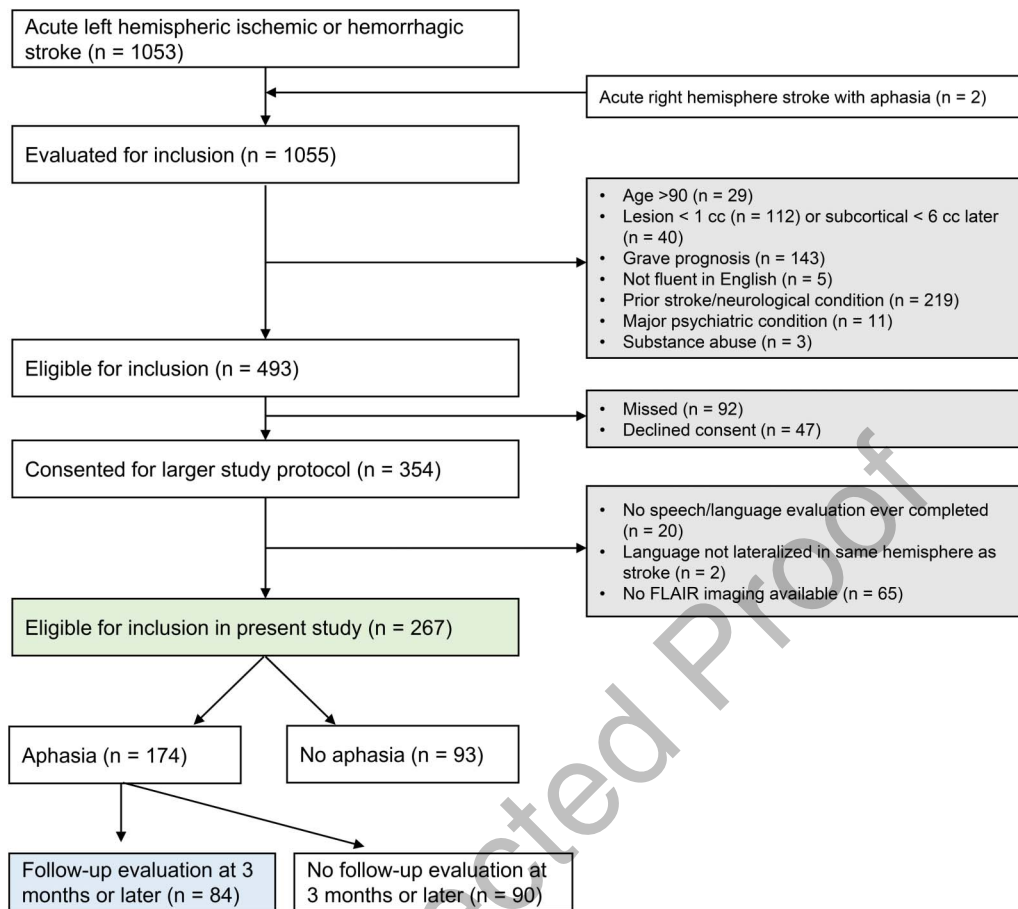 Acute left hemispheric ischemic or hemorrhagic
stroke (n = 1053)
Acute right hemisphere stroke with aphasia (n = 2)
Evaluated for inclusion (n = 1055)
• Age >90 (n = 29)
• Lesion < 1 cc (n = 112) or subcortical < 6 cc later
(n = 40)
• Grave prognosis (n = 143)
• Not fluent in English (n = 5)
• Prior stroke/neurological condition (n = 219)
• Major psychiatric condition (n = 11)
• Substance abuse (n = 3)
Eligible for inclusion (n = 493)
• Missed (n = 92)
• Declined consent (n = 47)
Consented for larger study protocol (n = 354)
• No speech/language evaluation ever completed
(n = 20)
• Language not lateralized in same hemisphere as
stroke (n = 2)
• No FLAIR imaging available (n = 65)
Eligible for inclusion in present study (n = 267)
Aphasia (n = 174)
No aphasia (n = 93)
Follow-up evaluation at 3
months or later (n = 84)
No follow-up evaluation at
3 months or later (n = 90)
Proof